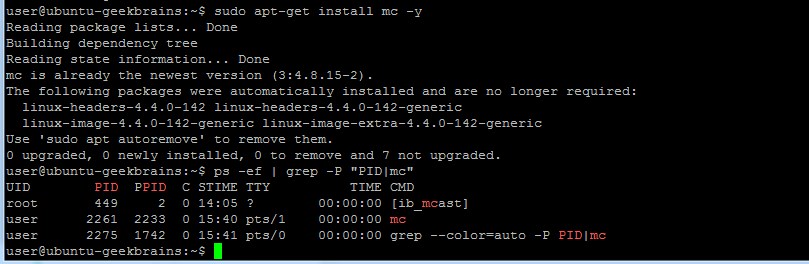 user@ubuntu-geekbrains:~$ sudo apt-get install mc -y
Reading package lists... Done
Building dependency tree
Reading state information... Done
mc is already the newest version (3:4.8.15-2).
The following packages were automatically installed and are no longer required:
  linux-headers-4.4.0-142 linux-headers-4.4.0-142-generic
  linux-image-4.4.0-142-generic linux-image-extra-4.4.0-142-generic
Use 'sudo apt autoremove' to remove them.
0 upgraded, 0 newly installed, 0 to remove and 7 not upgraded.
user@ubuntu-geekbrains:~$ ps -ef | grep -P "PID|mc"
UID        PID  PPID  C STIME TTY          TIME CMD
root       449     2  0 14:05 ?        00:00:00 [ib_mcast]
user      2261  2233  0 15:40 pts/1    00:00:00 mc
user      2275  1742  0 15:41 pts/0    00:00:00 grep --color=auto -P PID|mc
user@ubuntu-geekbrains:~$